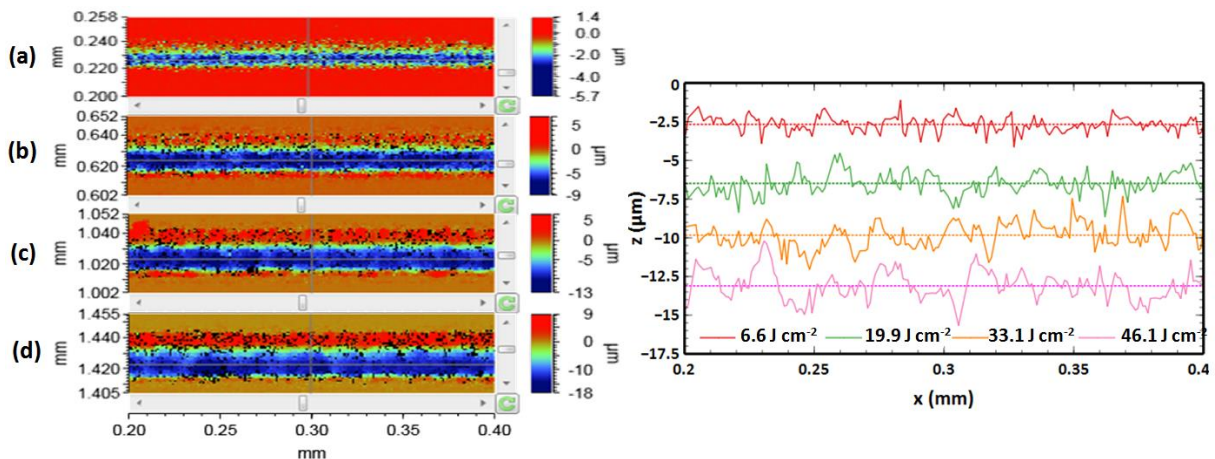 (a)
0.258
0.240
0.220
0.200
mm
1.4
0.0
-2.0
-4.0
-5.7
µm
(b)
0.652
0.640
0.620
0.602
mm
5
0
-5
-9
µm
(c)
1.052
1.040
1.020
1.002
mm
5
0
-5
-13
µm
(d)
1.455
1.440
1.420
1.405
mm
9
0
-10
-18
µm
0.20
0.25
0.30
0.35
0.40
mm
0
-2.5
-5
-7.5
-10
-12.5
-15
-17.5
z (µm)
6.6 J cm⁻²
19.9 J cm⁻²
33.1 J cm⁻²
46.1 J cm⁻²
0.2
0.25
0.3
0.35
0.4
x (mm)